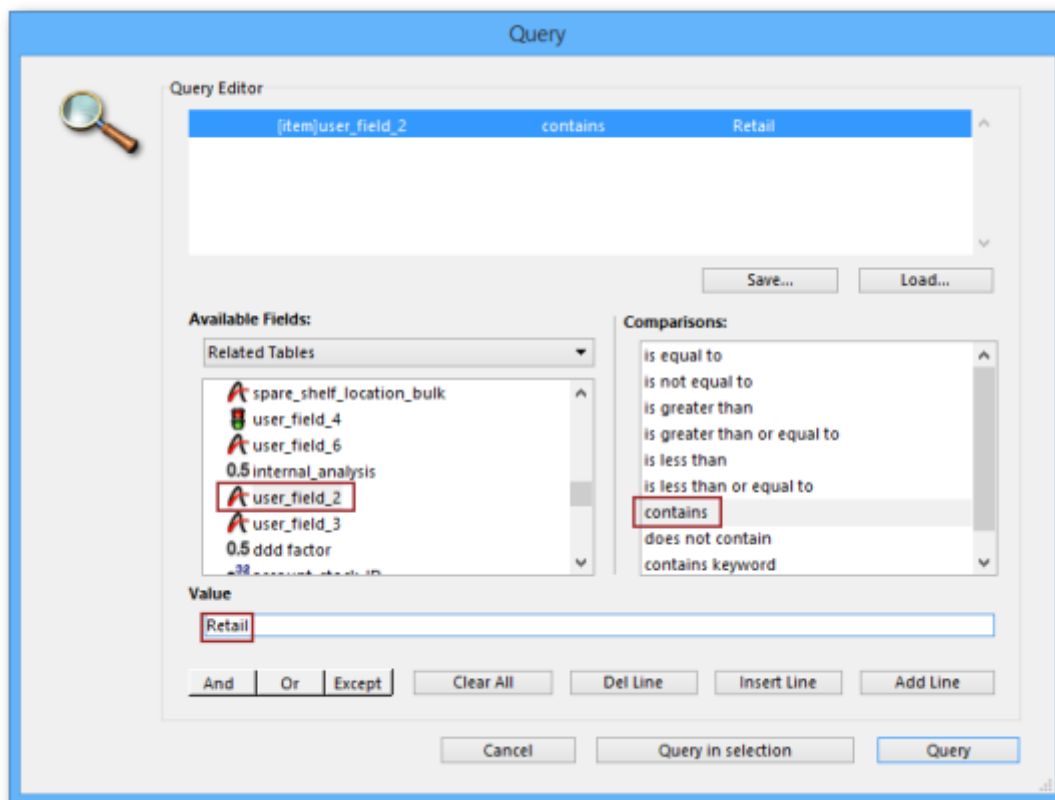 Query
Query Editor
[item]user_field_2 contains Retail
Save... Load...
Available Fields:
Related Tables
spare_shelf_location_bulk
user_field_4
user_field_6
0.5 internal_analysis
user_field_2
user_field_3
0.5 ddd factor
Comparisons:
is equal to
is not equal to
is greater than
is greater than or equal to
is less than
is less than or equal to
contains
does not contain
contains keyword
Value
Retail
And Or Except Clear All Del Line Insert Line Add Line
Cancel Query in selection Query